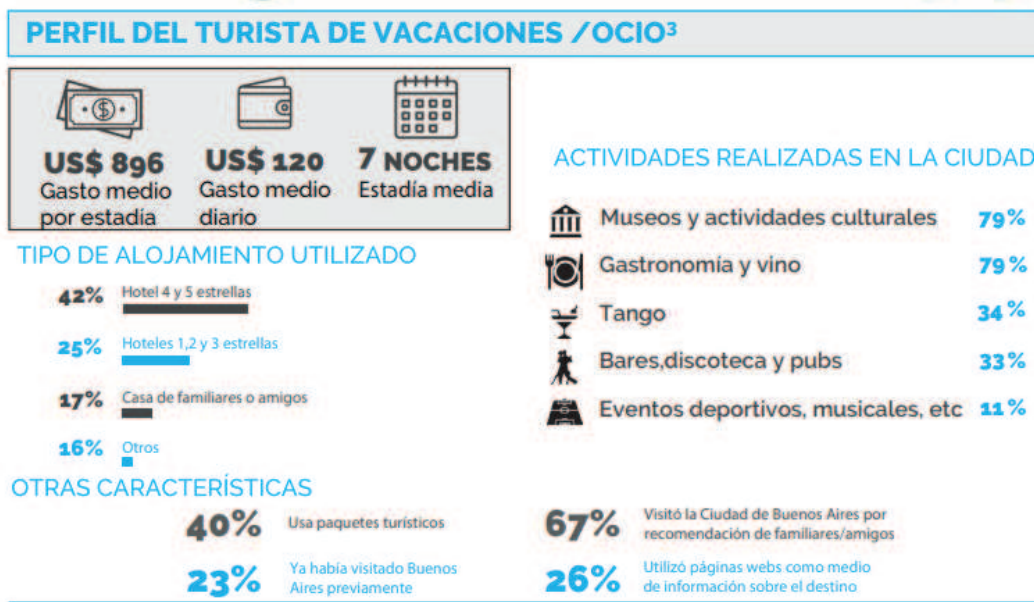 PERFIL DEL TURISTA DE VACACIONES /OCIO³
US$ 896
Gasto medio
por estadia
US$ 120
Gasto medio
diario
7 NOCHES
Estadía media
TIPO DE ALOJAMIENTO UTILIZADO
42% Hotel 4 y 5 estrellas
25% Hoteles 1,2 y 3 estrellas
17% Casa de familiares o amigos
16% Otros
ACTIVIDADES REALIZADAS EN LA CIUDAD
Museos y actividades culturales 79%
Gastronomía y vino 79%
Tango 34%
Bares,discoteca y pubs 33%
Eventos deportivos, musicales, etc 11%
OTRAS CARACTERÍSTICAS
40% Usa paquetes turísticos
23% Ya había visitado Buenos
Aires previamente
67% Visitó la Ciudad de Buenos Aires por
recomendación de familiares/amigos
26% Utilizó páginas webs como medio
de información sobre el destino